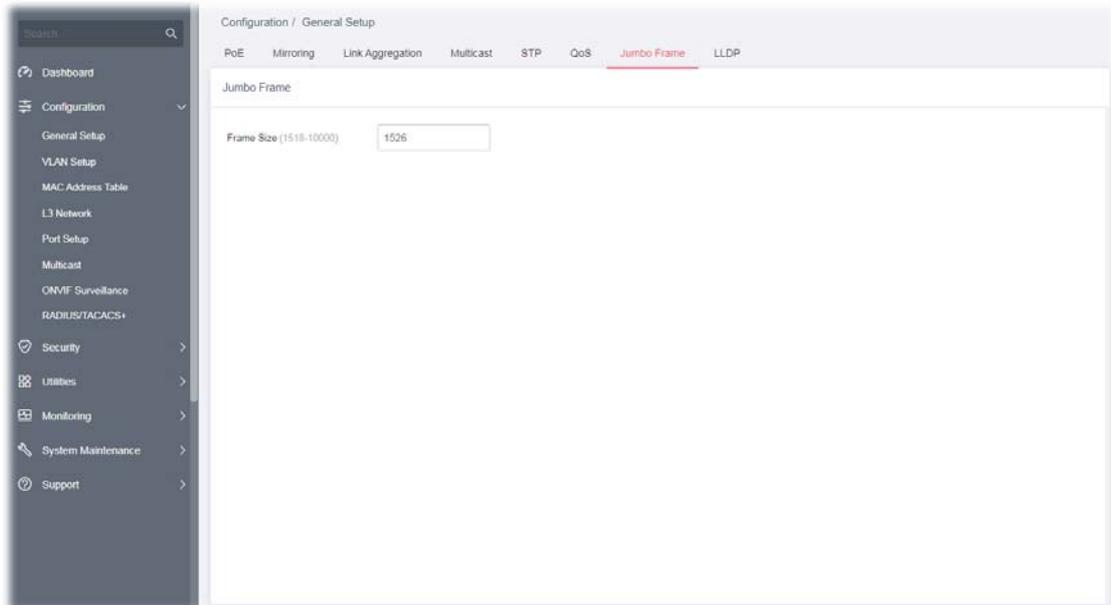 Search
Dashboard
Configuration
General Setup
VLAN Setup
MAC Address Table
L3 Network
Port Setup
Multicast
ONVIF Surveillance
RADIUS/TACACS+
Security
Utilities
Monitoring
System Maintenance
Support
Configuration / General Setup
PoE Mirroring Link Aggregation Multicast STP QoS Jumbo Frame LLDP
Jumbo Frame
Frame Size (1518-10000) 1526